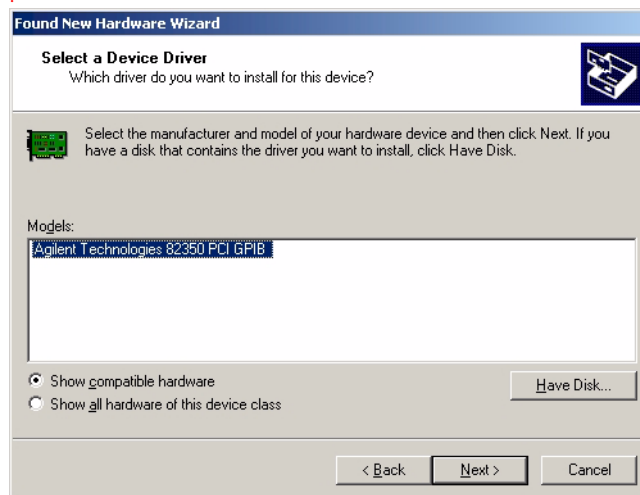 Found New Hardware Wizard
Select a Device Driver
Which driver do you want to install for this device?
Select the manufacturer and model of your hardware device and then click Next. If you
have a disk that contains the driver you want to install, click Have Disk.
Models:
Agilent Technologies 82350 PCI GPIB
Show compatible hardware
Have Disk...
Show all hardware of this device class
< Back
Next >
Cancel